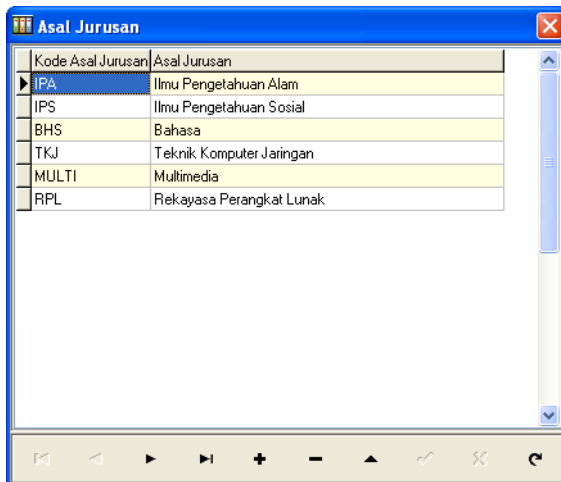 Asal Jurusan
Kode Asal Jurusan Asal Jurusan
IPA Ilmu Pengetahuan Alam
IPS Ilmu Pengetahuan Sosial
BHS Bahasa
TKJ Teknik Komputer Jaringan
MULTI Multimedia
RPL Rekayasa Perangkat Lunak